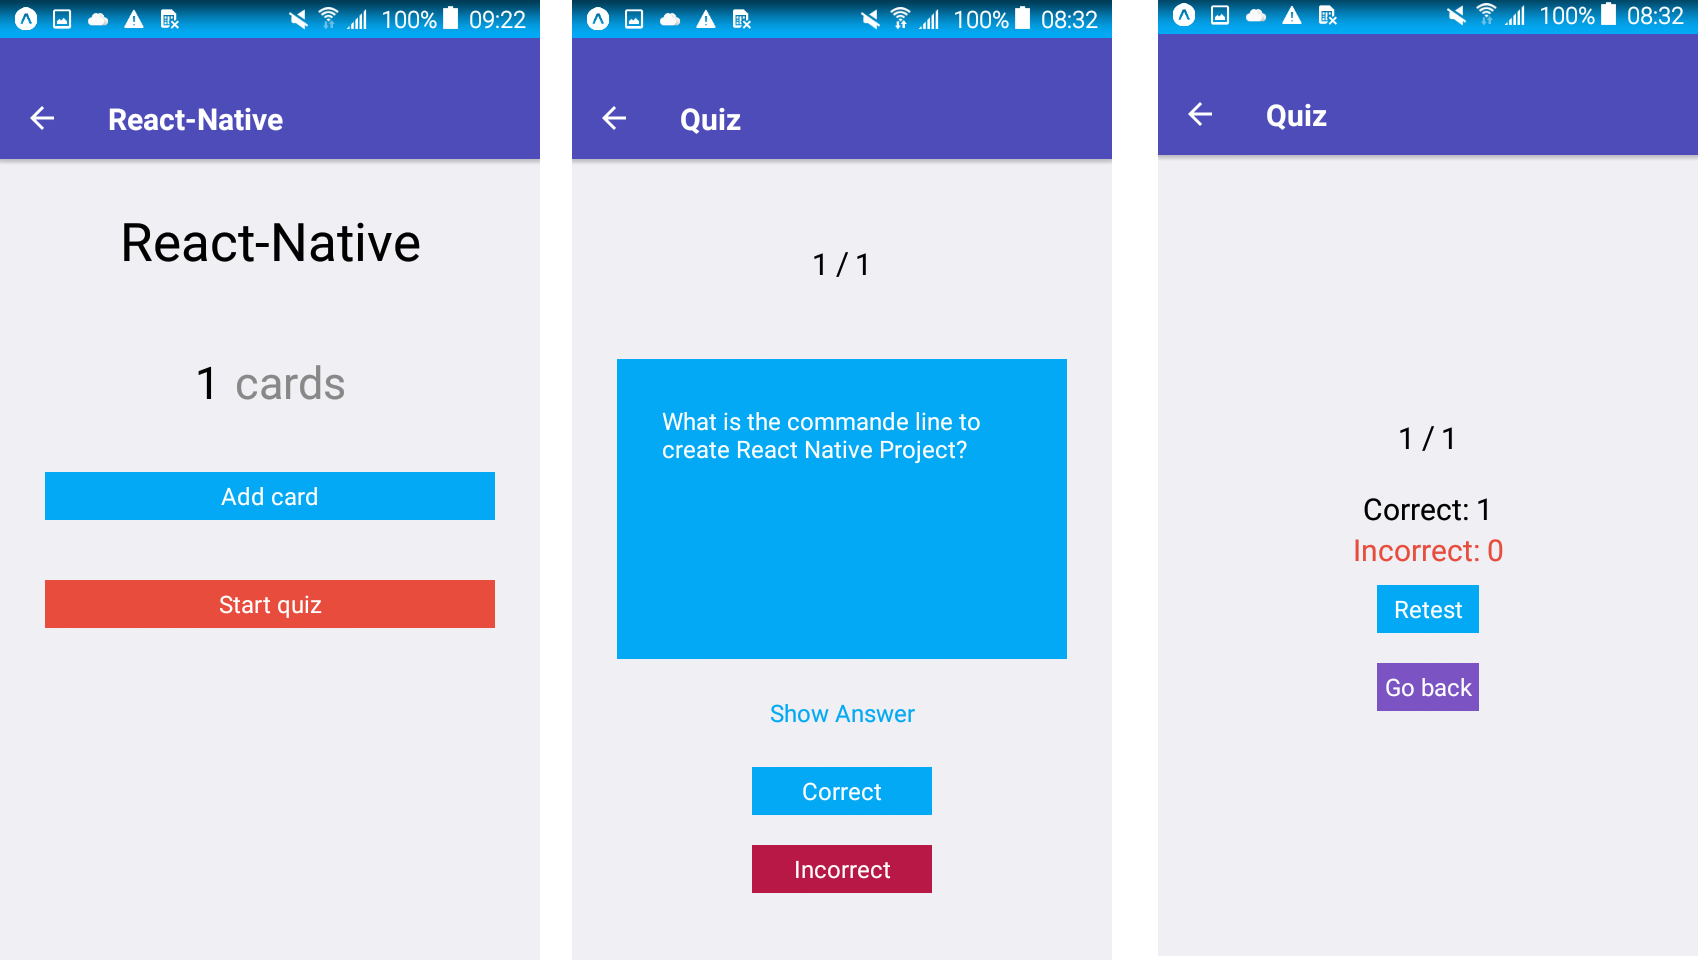 100% 09:22
React-Native
React-Native
1 cards
Add card
Start quiz
100% 08:32
Quiz
1 / 1
What is the commande line to
create React Native Project?
Show Answer
Correct
Incorrect
100% 08:32
Quiz
1 / 1
Correct: 1
Incorrect: 0
Retest
Go back